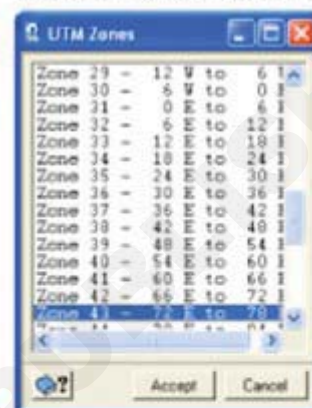 UTM Zones
Zone 29 - 12 W to 6
Zone 30 - 6 W to 0
Zone 31 - 0 E to 6
Zone 32 - 6 E to 12
Zone 33 - 12 E to 18
Zone 34 - 18 E to 24
Zone 35 - 24 E to 30
Zone 36 - 30 E to 36
Zone 37 - 36 E to 42
Zone 38 - 42 E to 48
Zone 39 - 48 E to 54
Zone 40 - 54 E to 60
Zone 41 - 60 E to 66
Zone 42 - 66 E to 72
Zone 43 - 72 E to 78
?
Accept Cancel